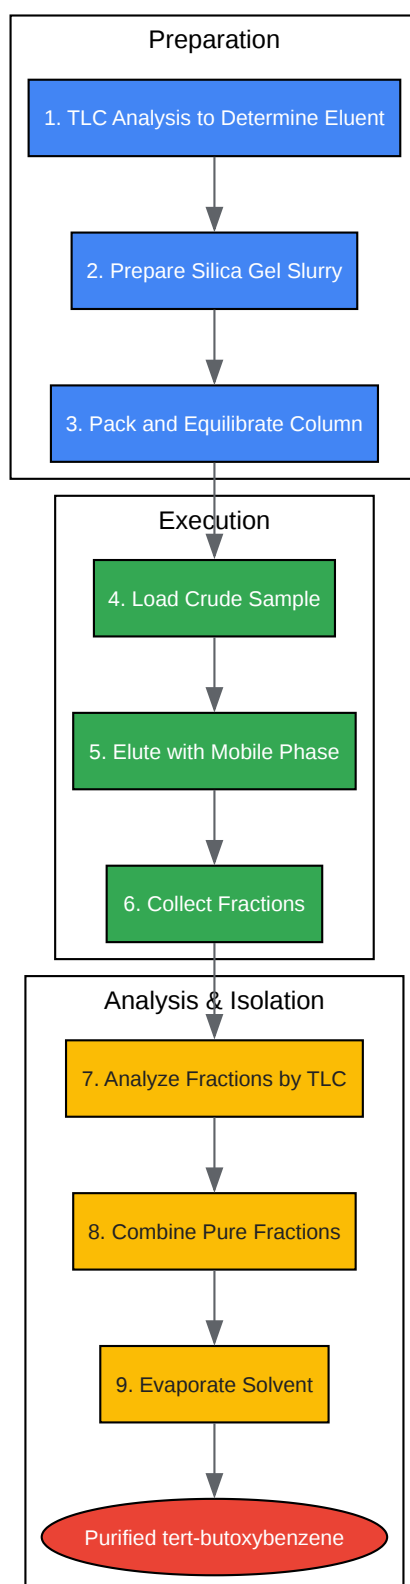 Preparation
1. TLC Analysis to Determine Eluent
2. Prepare Silica Gel Slurry
3. Pack and Equilibrate Column
Execution
4. Load Crude Sample
5. Elute with Mobile Phase
6. Collect Fractions
Analysis & Isolation
7. Analyze Fractions by TLC
8. Combine Pure Fractions
9. Evaporate Solvent
Purified tert-butoxybenzene